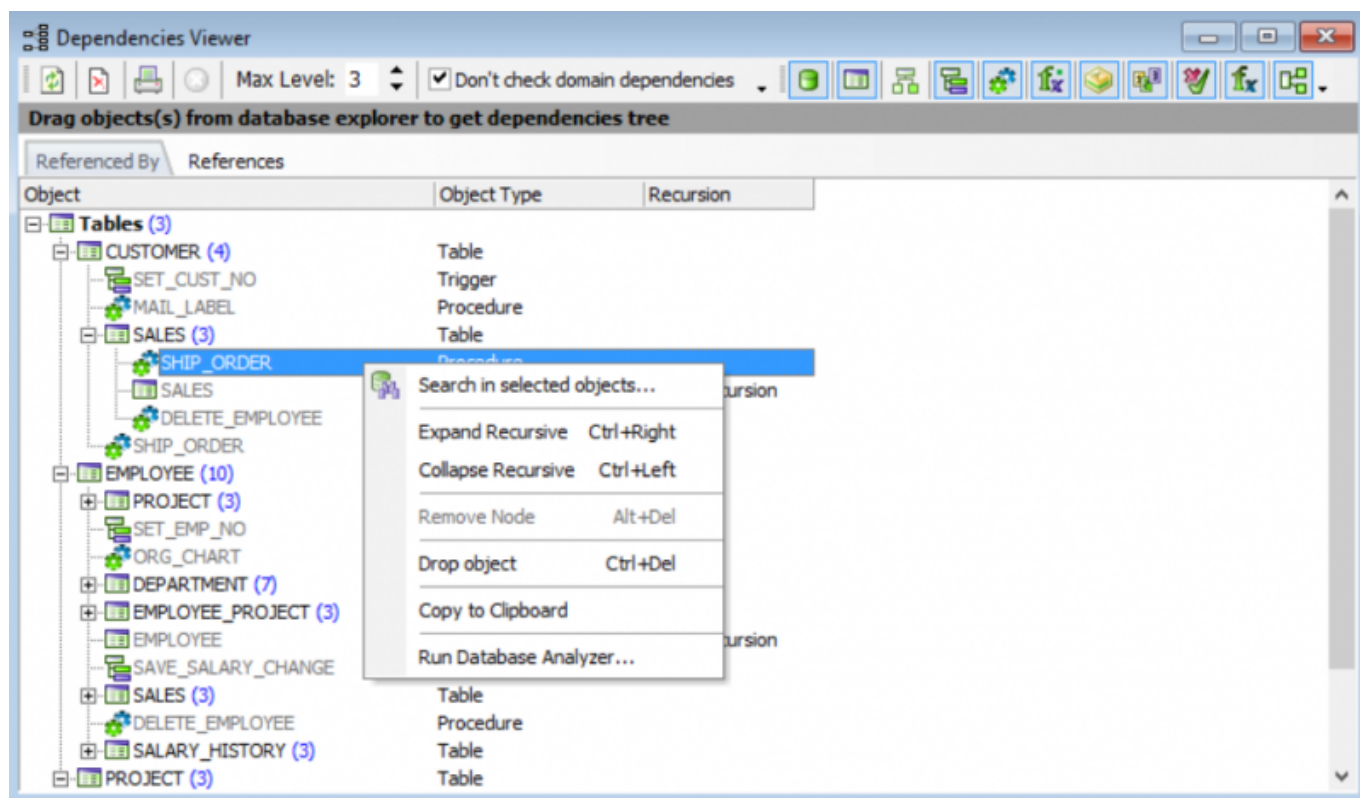 Dependencies Viewer
Max Level: 3 Don't check domain dependencies
Drag objects(s) from database explorer to get dependencies tree
Referenced By References
Object Object Type Recursion
Tables (3)
CUSTOMER (4) Table
SET_CUST_NO Trigger
MAIL_LABEL Procedure
SALES (3) Table
SHIP_ORDER Procedure
SALES
DELETE_EMPLOYEE
SHIP_ORDER
EMPLOYEE (10)
PROJECT (3)
SET_EMP_NO
ORG_CHART
DEPARTMENT (7)
EMPLOYEE_PROJECT (3)
EMPLOYEE
SAVE_SALARY_CHANGE
SALES (3) Table
DELETE_EMPLOYEE Procedure
SALARY_HISTORY (3) Table
PROJECT (3) Table
Search in selected objects...
Expand Recursive Ctrl+Right
Collapse Recursive Ctrl+Left
Remove Node Alt+Del
Drop object Ctrl+Del
Copy to Clipboard
Run Database Analyzer...